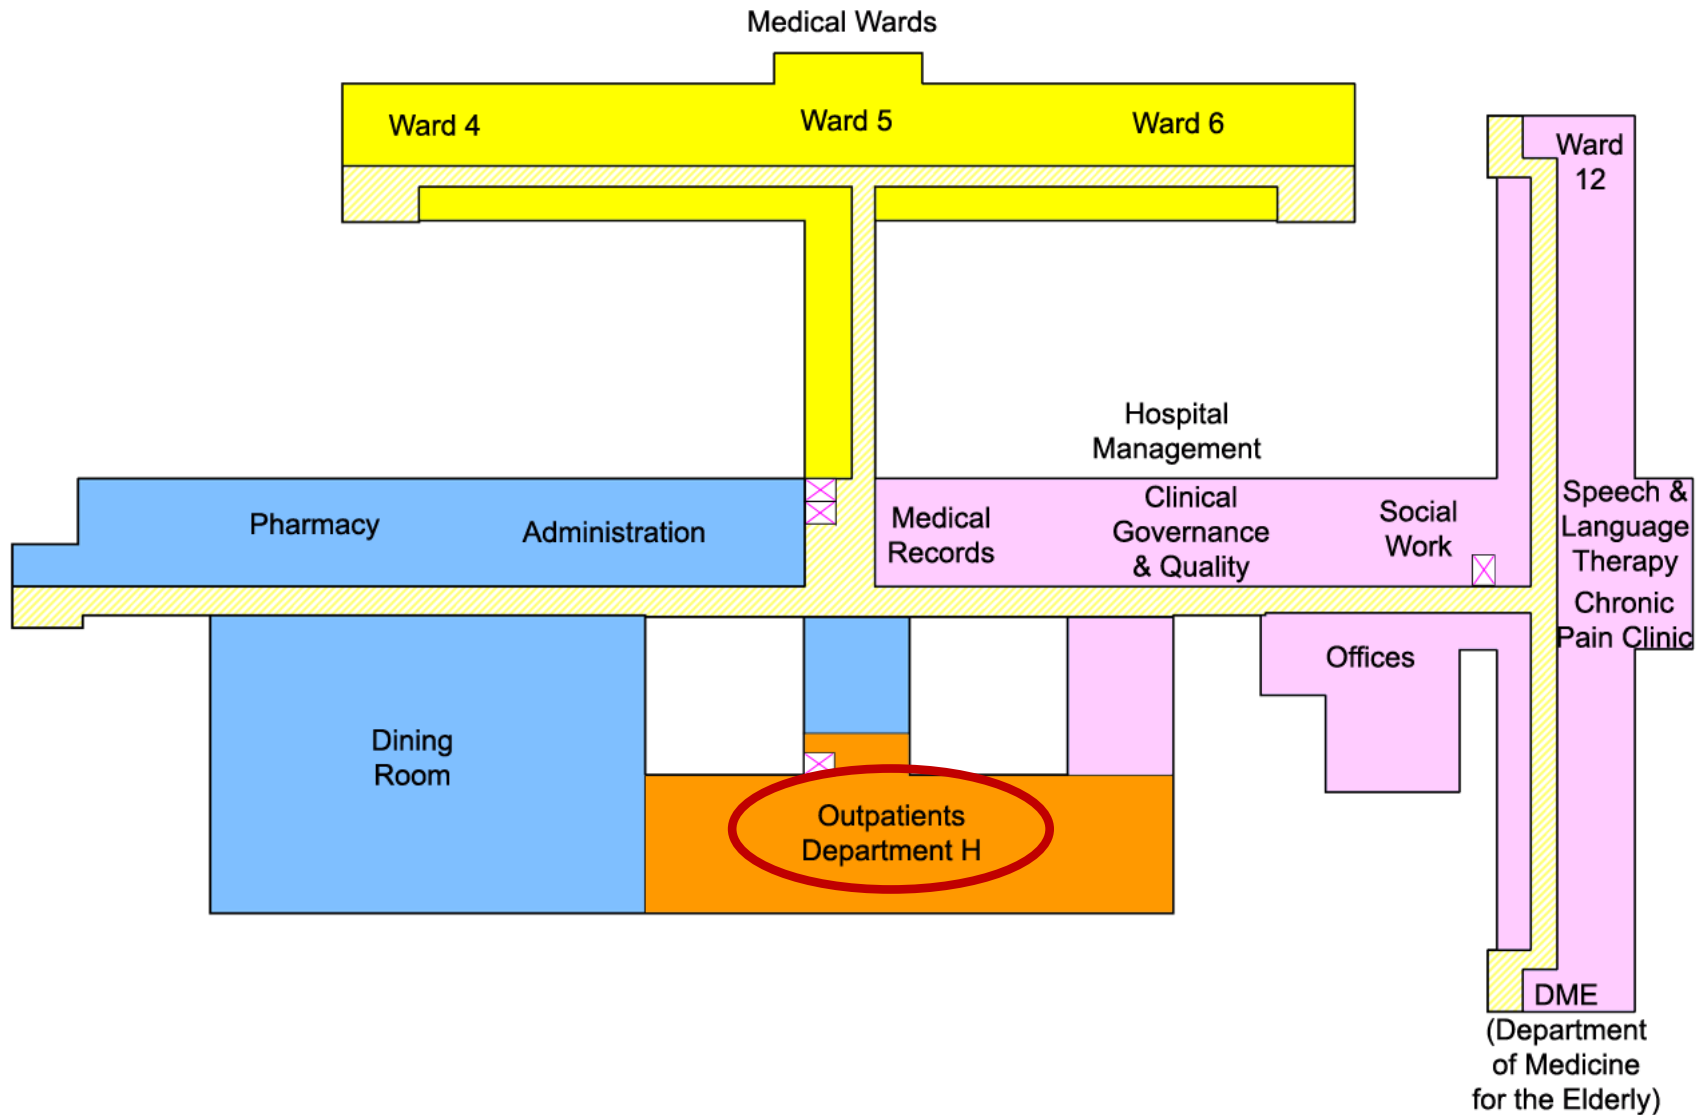 Medical Wards
Ward 4
Ward 5
Ward 6
Ward
12
Hospital
Management
Pharmacy
Administration
Medical
Records
Clinical
Governance
& Quality
Social
Work
Speech &
Language
Therapy
Chronic
Pain Clinic
Offices
Dining
Room
Outpatients
Department H
DME
(Department
of Medicine
for the Elderly)